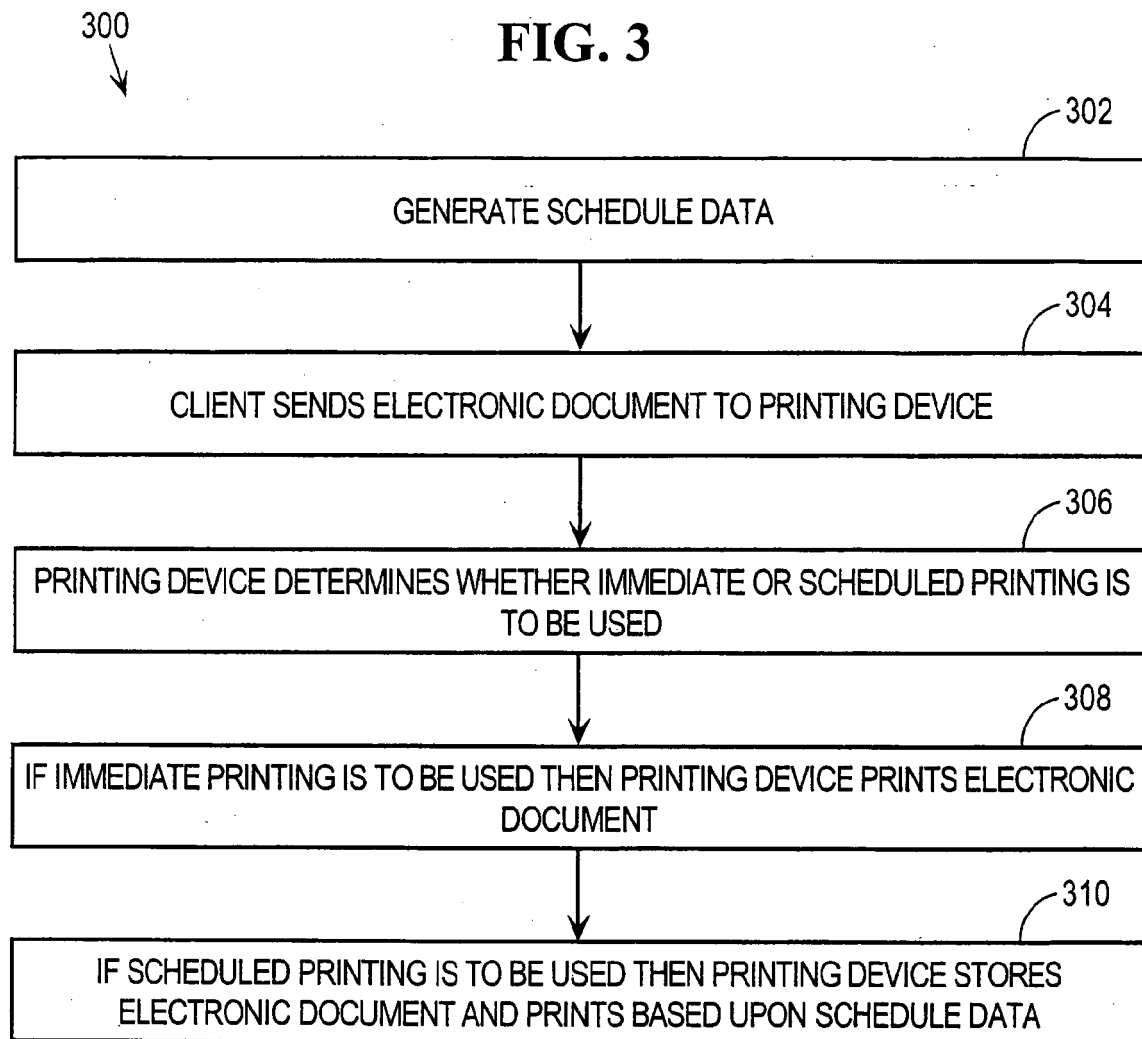 300
FIG. 3
302
GENERATE SCHEDULE DATA
304
CLIENT SENDS ELECTRONIC DOCUMENT TO PRINTING DEVICE
306
PRINTING DEVICE DETERMINES WHETHER IMMEDIATE OR SCHEDULED PRINTING IS
TO BE USED
308
IF IMMEDIATE PRINTING IS TO BE USED THEN PRINTING DEVICE PRINTS ELECTRONIC
DOCUMENT
310
IF SCHEDULED PRINTING IS TO BE USED THEN PRINTING DEVICE STORES
ELECTRONIC DOCUMENT AND PRINTS BASED UPON SCHEDULE DATA